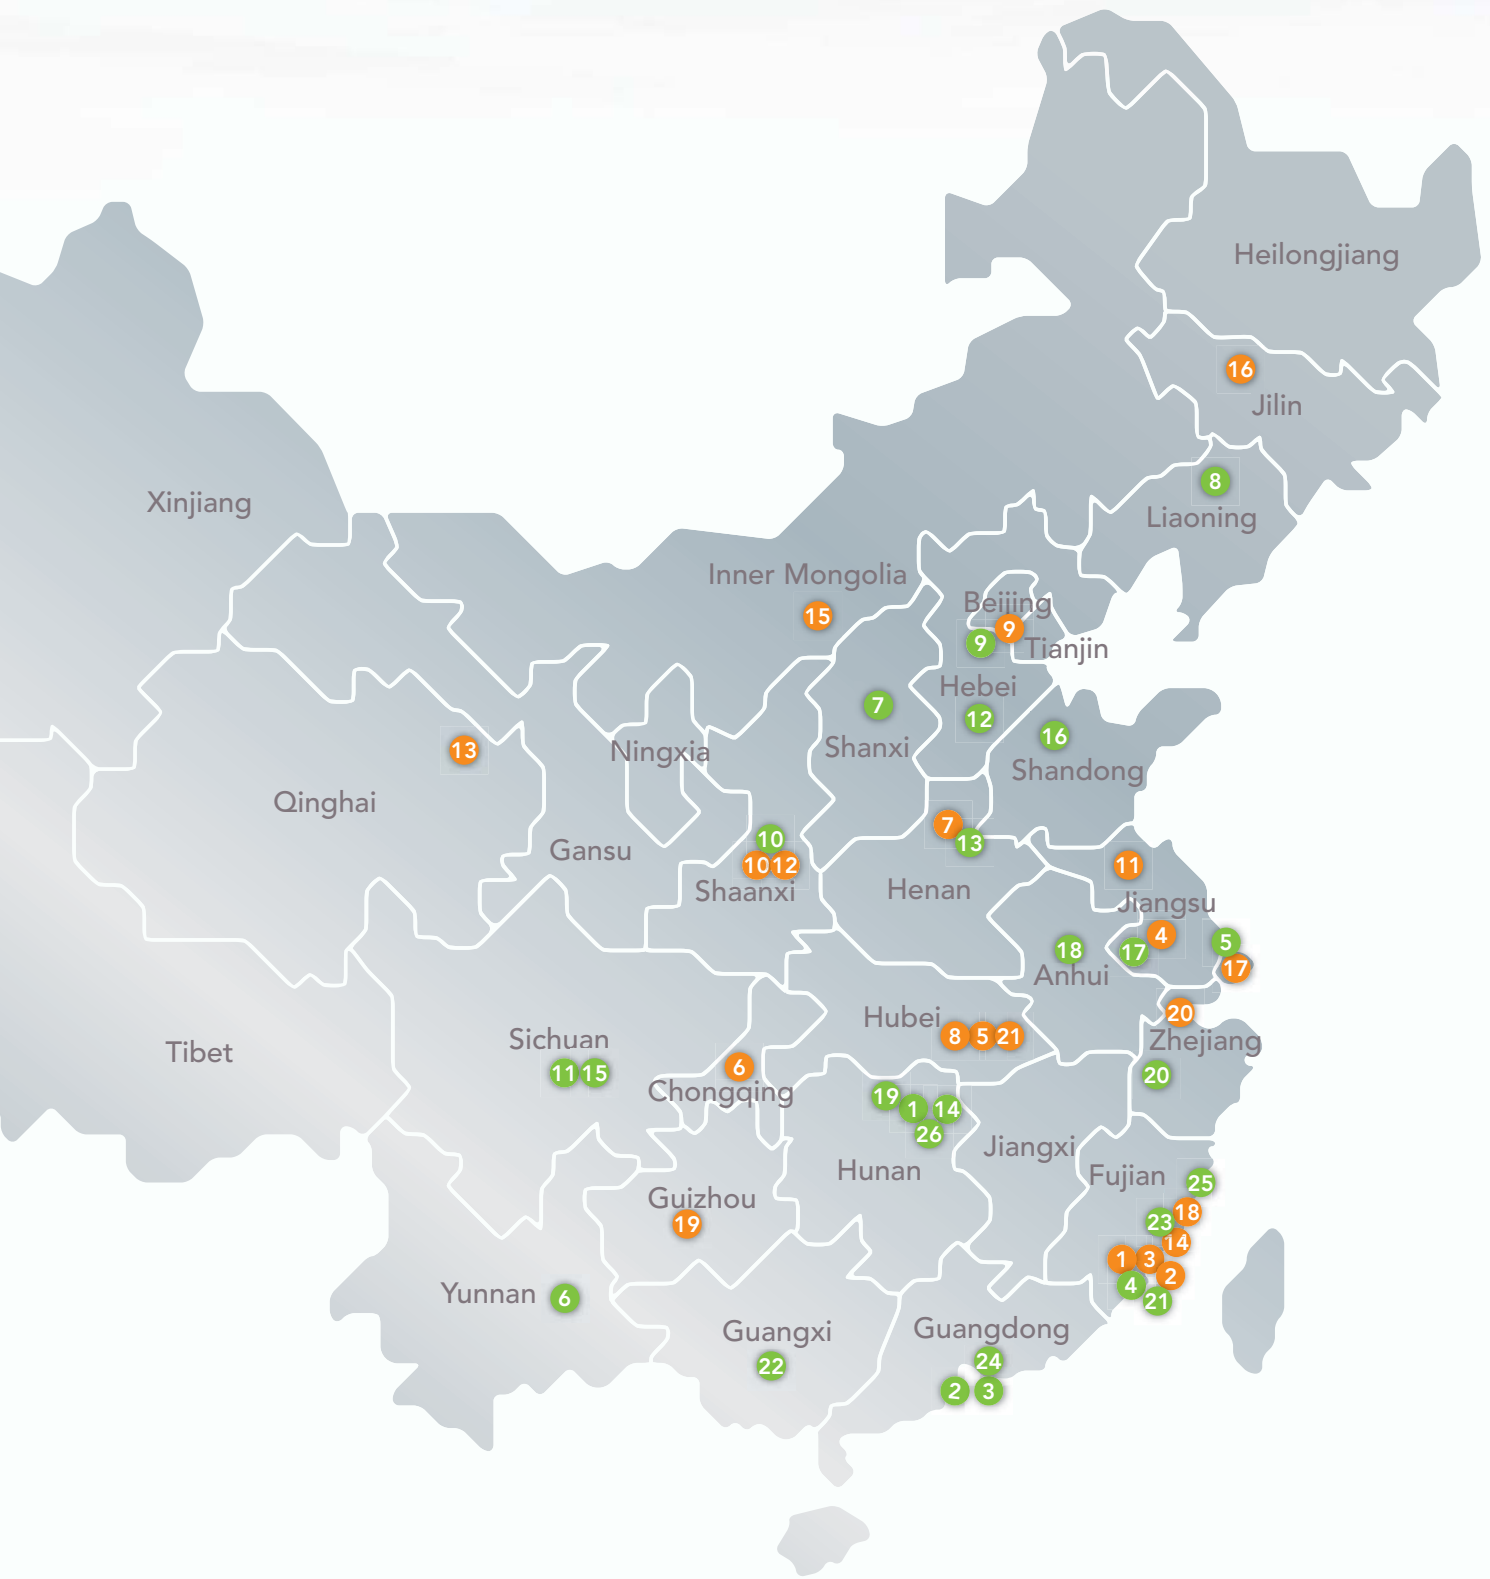 Heilongjiang
16
Jilin
8
Liaoning
Xinjiang
Inner Mongolia
15
Beijing
9
9
Tianjin
Hebei
12
7
Shanxi
16
Shandong
13
Ningxia
Qinghai
7
13
10
10 12
Shaanxi
Gansu
Henan
11
Jiangsu
4
17
5
17
18
Anhui
20
Zhejiang
20
Hubei
8 5 21
Sichuan
11 15
Tibet
6
Chongqing
19 1 14
26
Hunan
Jiangxi
Fujian
25
18
23
14
1 3
2
4
21
Guizhou
19
Yunnan
6
Guangxi
22
Guangdong
24
2 3